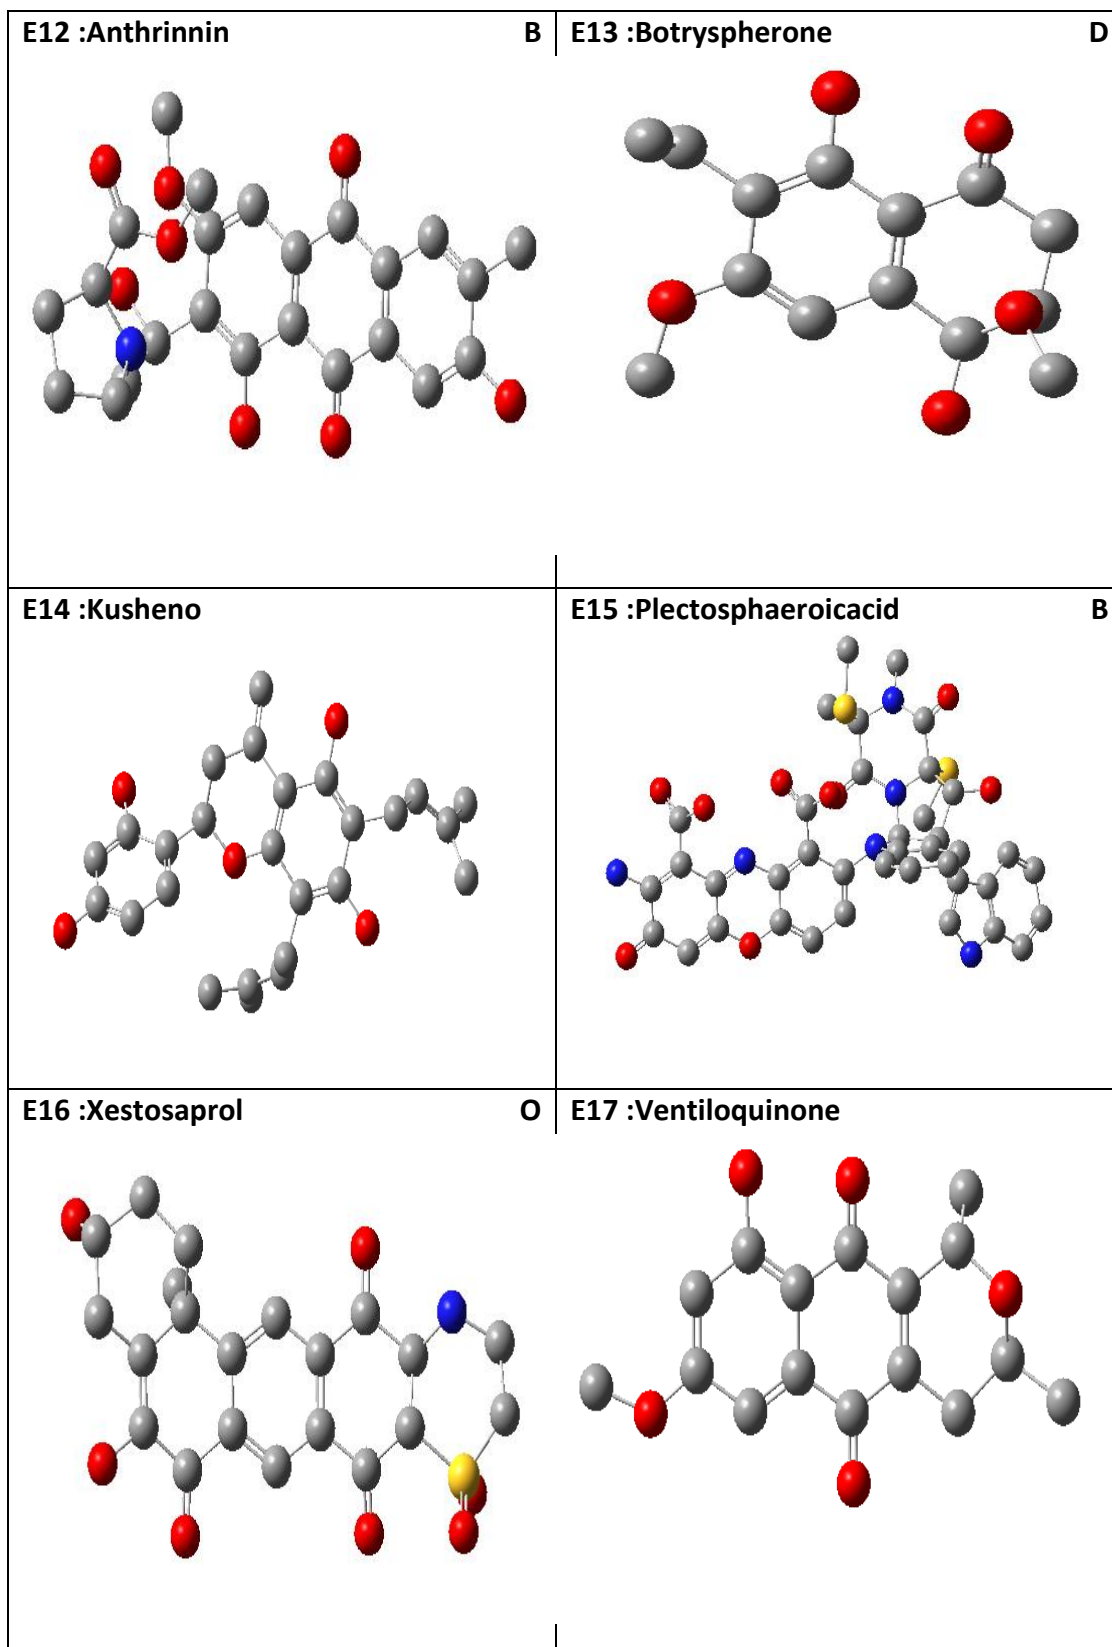 E12 :Anthrinnin B
E13 :Botryspherone D
E14 :Kusheno
E15 :Plectosphaeroicacid B
E16 :Xestosaprol O
E17 :Ventiloquinone